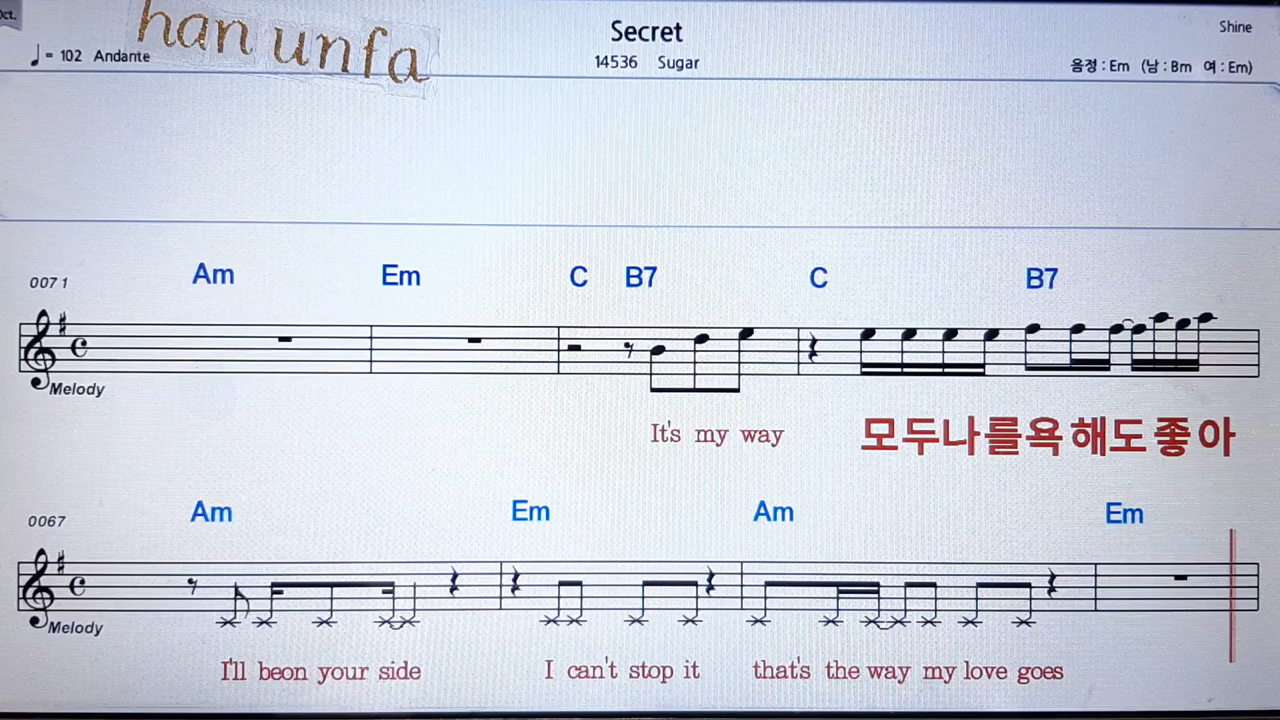 Oct.
han unfa
♩= 102 Andante
Secret
14536 Sugar
Shine
음정 : Em (남 : Bm 여 : Em)
Am Em C B7 C B7
0071
Melody
It's my way 모두나를욕해도좋아
Am Em Am Em
0067
Melody
I'll beon your side I can't stop it that's the way my love goes